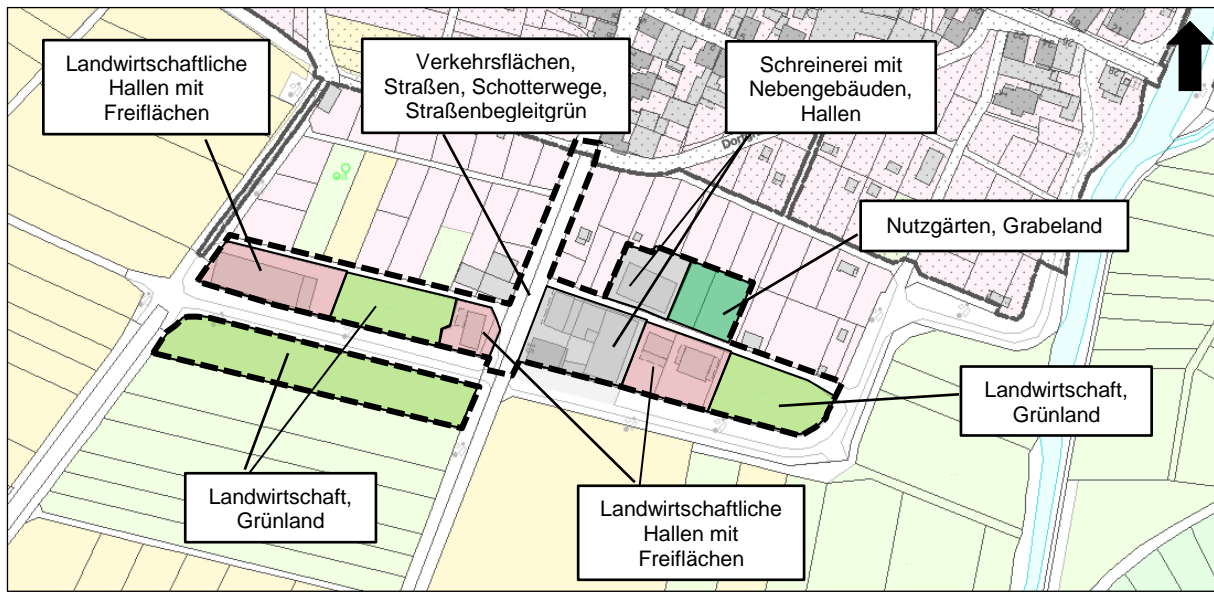 Landwirtschaftliche
Hallen mit
Freiflächen
Verkehrsflächen,
Straßen, Schotterwege,
Straßenbegleitgrün
Schreinerei mit
Nebengebäuden,
Hallen
Nutzgärten, Grabeland
Landwirtschaft,
Grünland
Landwirtschaft,
Grünland
Landwirtschaftliche
Hallen mit
Freiflächen